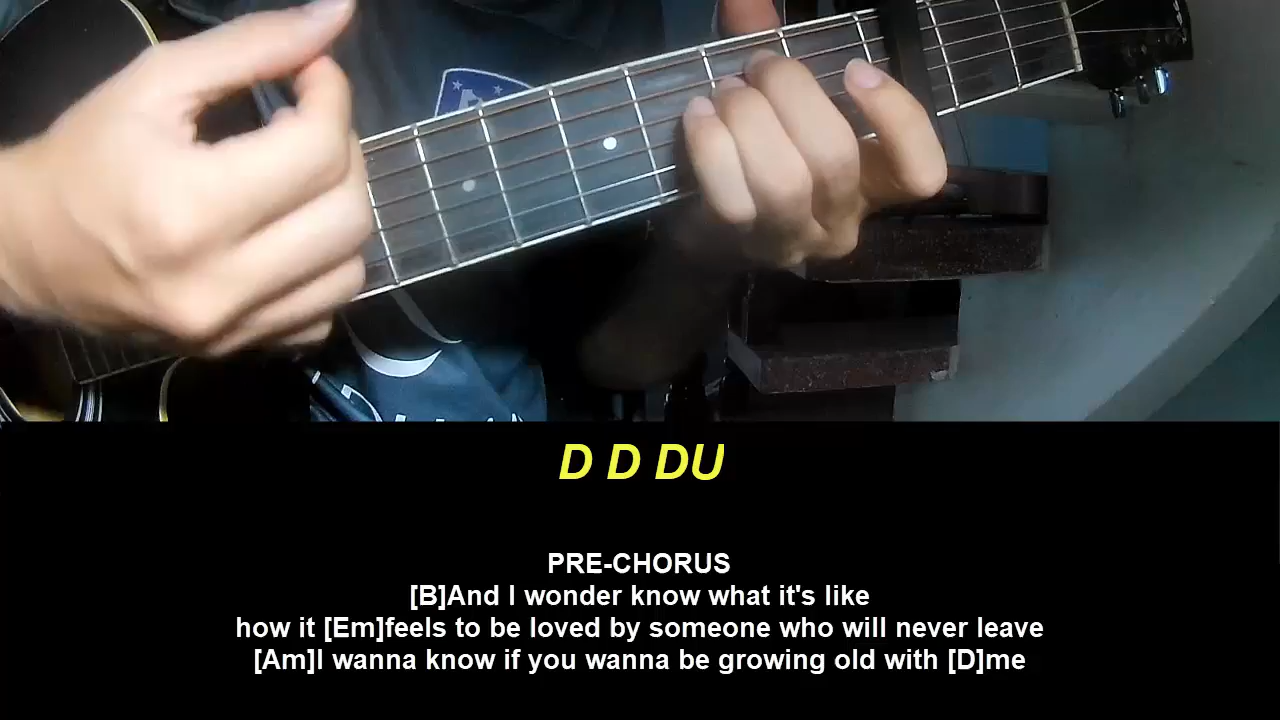 D D DU
PRE-CHORUS
[B]And I wonder know what it's like
how it [Em]feels to be loved by someone who will never leave
[Am]I wanna know if you wanna be growing old with [D]me